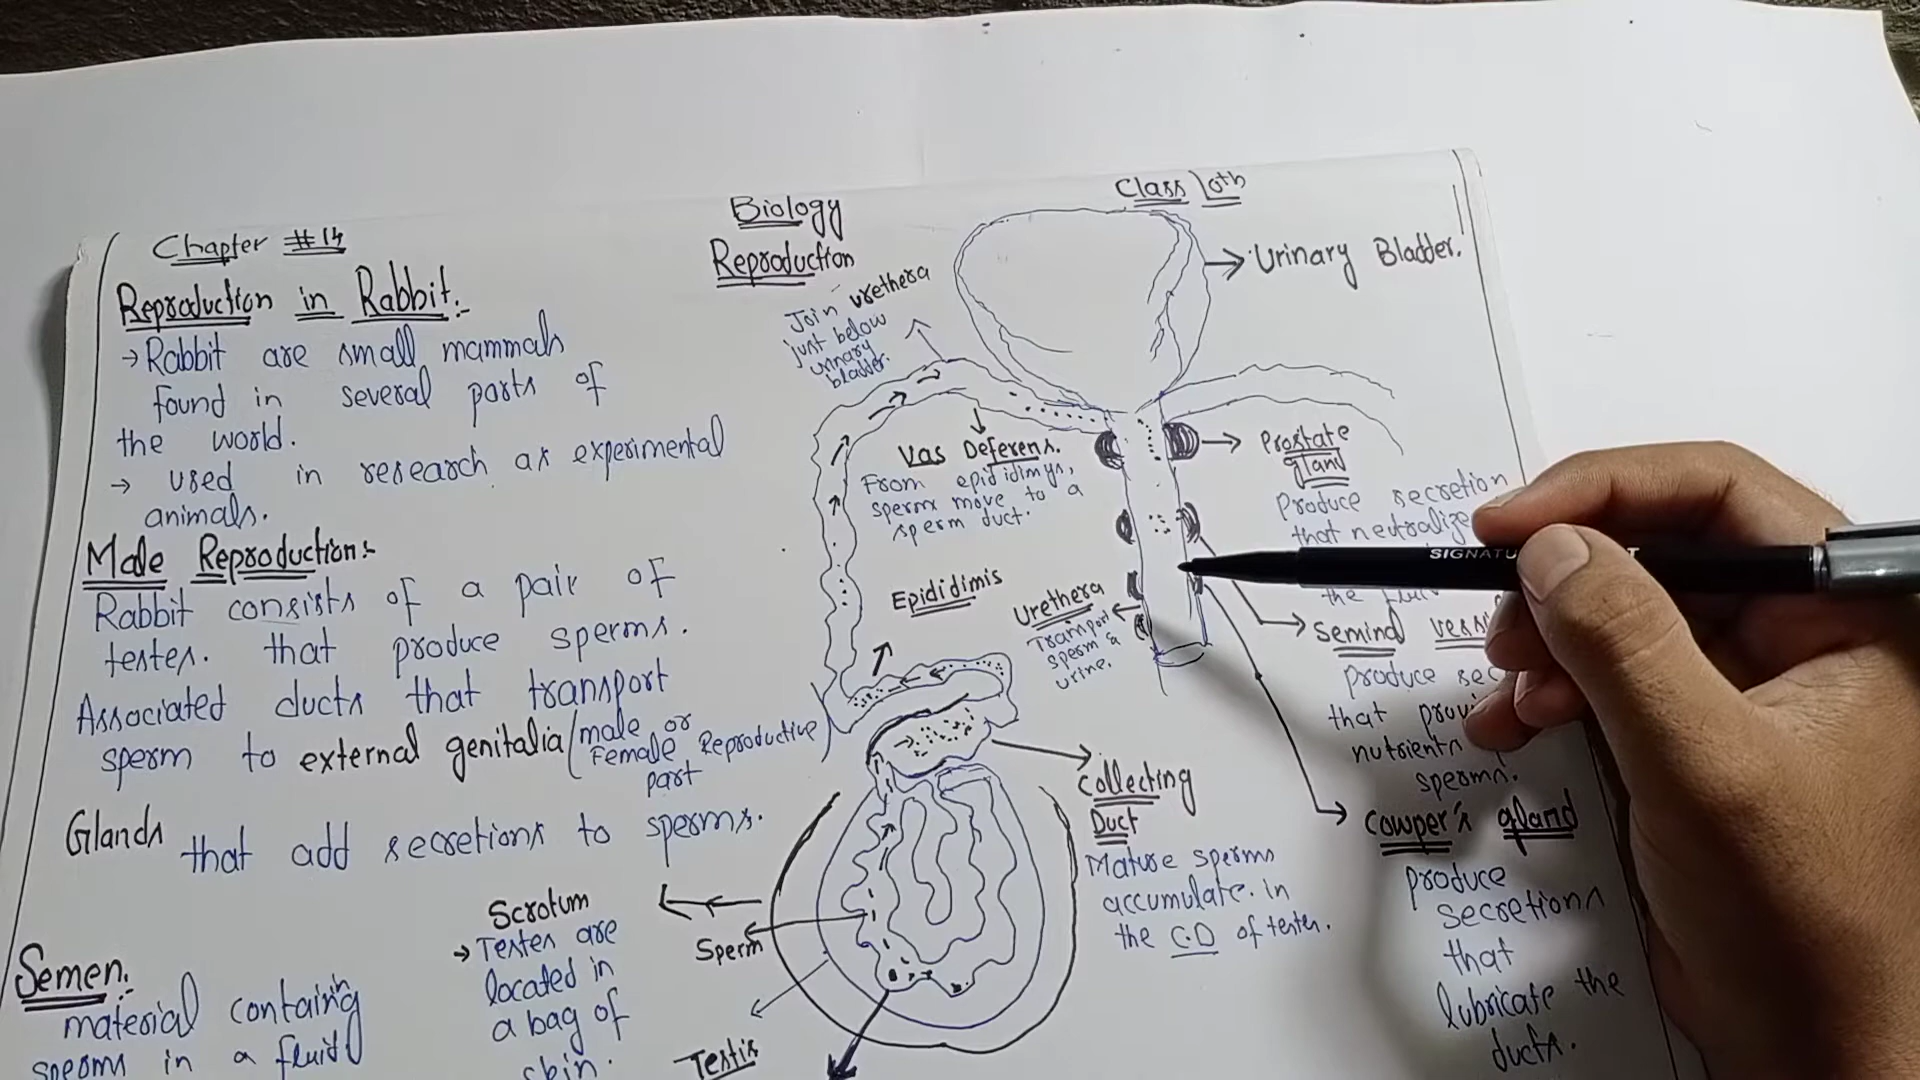 Biology
Class 10th
Reproduction
Chapter #14
Reproduction in Rabbit:-
→ Rabbit are small mammals
found in several parts of
the world.
→ used in research as experimental
animals.
Male Reproduction:-
Rabbit consists of a pair of
testes. that produce sperms.
Associated ducts that transport
sperm to external genitalia (male or
Female Reproductive
part)
Glands that add secretions to sperms.
Semen:-
material containing
sperms in a fluid
Scrotum
→ Testes are
located in
a bag of
skin.
Join urethera
just below
urinary
bladder.
Urinary Bladder.
Vas Deferens.
From epididimys,
sperms move to a
sperm duct.
Epididimis
Urethera
Transport
sperm &
urine.
Prostate
gland
Produce secretion
that neutralize
the
Seminal
produce
that
nutrients
sperms.
Cowper's gland
produce
secretions
that
lubricate the
ducts.
Collecting
Duct
Mature sperms
accumulate. in
the C.D of testes.
Sperm
Testis
SIGNATU